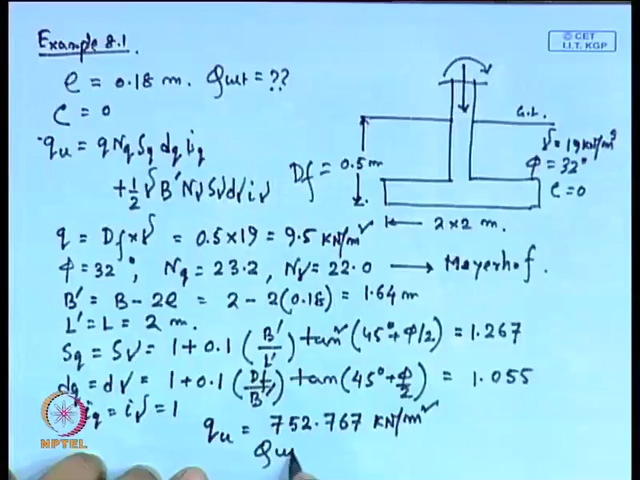 Example 8.1.
© CET
I.I.T. KGP
e = 0.18 m. Qult = ??
C = 0
qu = q Nq Sq dq iq
+ 1/2 γ B' Nγ Sγ dγ iγ
G.L.
γ = 19 kN/m³
φ = 32°
c = 0
Df = 0.5 m
2 x 2 m.
q = Df x γ = 0.5 x 19 = 9.5 kN/m²
φ = 32°, Nq = 23.2, Nγ = 22.0 → Meyerhof.
B' = B - 2e = 2 - 2(0.18) = 1.64 m
L' = L = 2 m.
Sq = Sγ = 1 + 0.1 (B'/L') tan² (45° + φ/2) = 1.267
dq = dγ = 1 + 0.1 (Df/B') tan (45° + φ/2) = 1.055
iq = iγ = 1
qu = 752.767 kN/m²
NPTEL